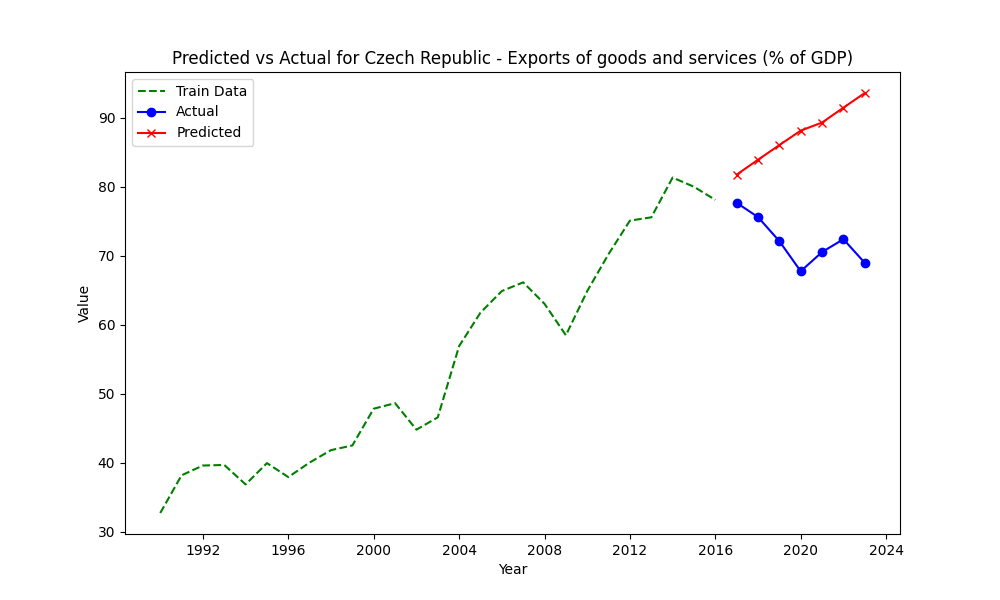 Predicted vs Actual for Czech Republic - Exports of goods and services (% of GDP)
Train Data
Actual
Predicted
90
80
70
60
50
40
30
Value
1992 1996 2000 2004 2008 2012 2016 2020 2024
Year